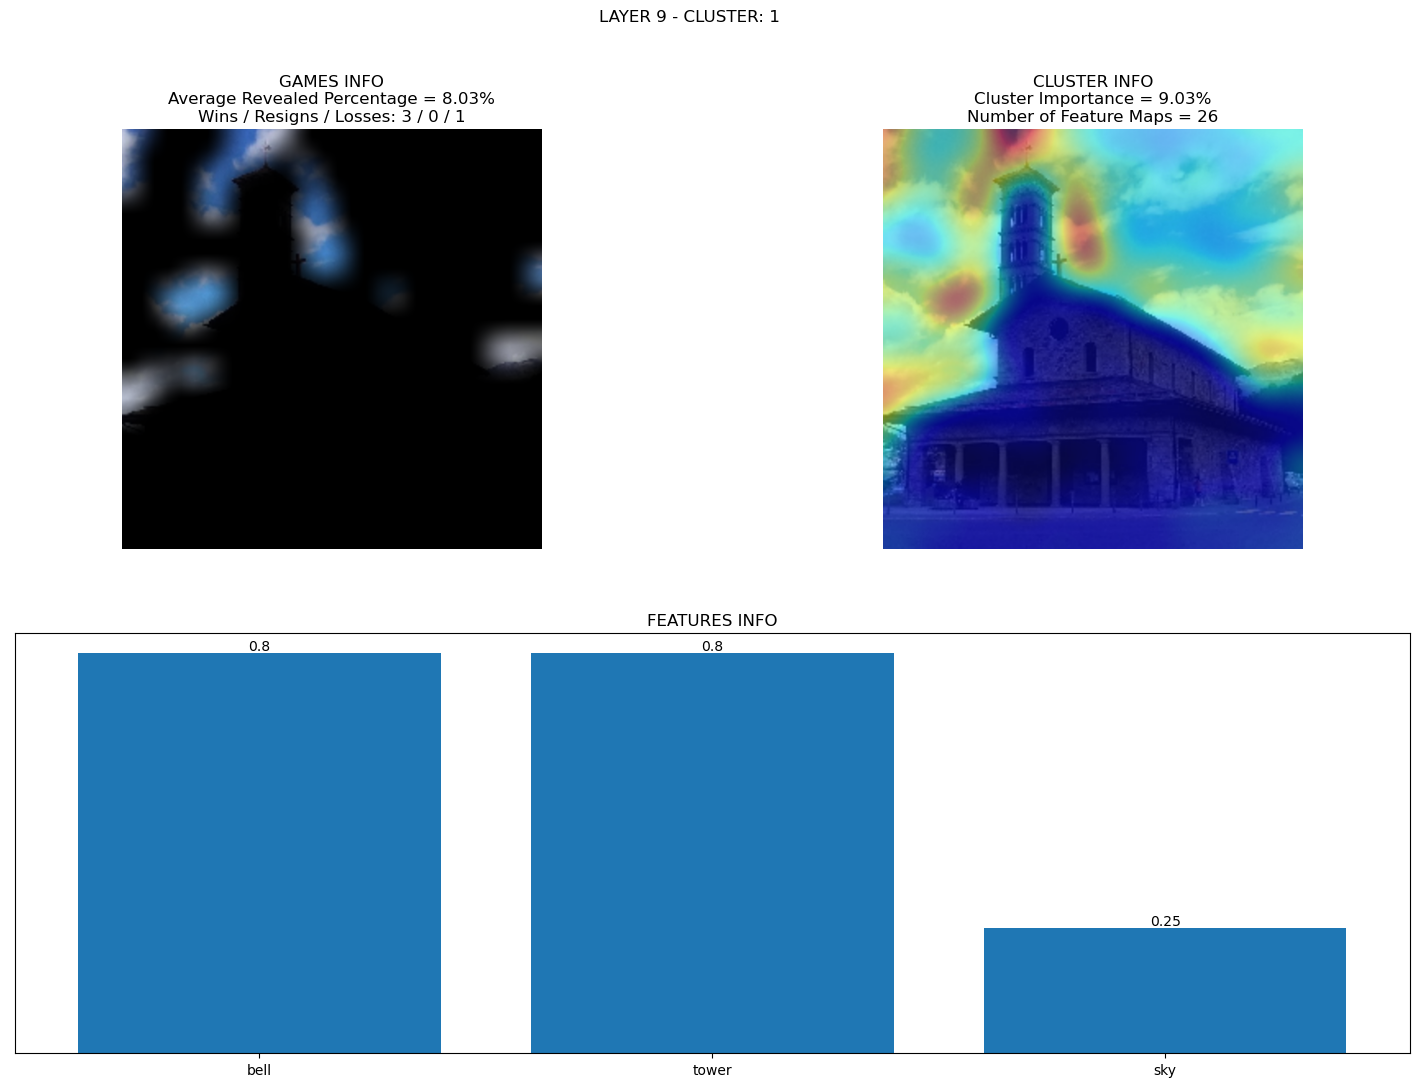 LAYER 9 - CLUSTER: 1
GAMES INFO
Average Revealed Percentage = 8.03%
Wins / Resigns / Losses: 3 / 0 / 1
CLUSTER INFO
Cluster Importance = 9.03%
Number of Feature Maps = 26
FEATURES INFO
0.8
0.8
0.25
bell
tower
sky